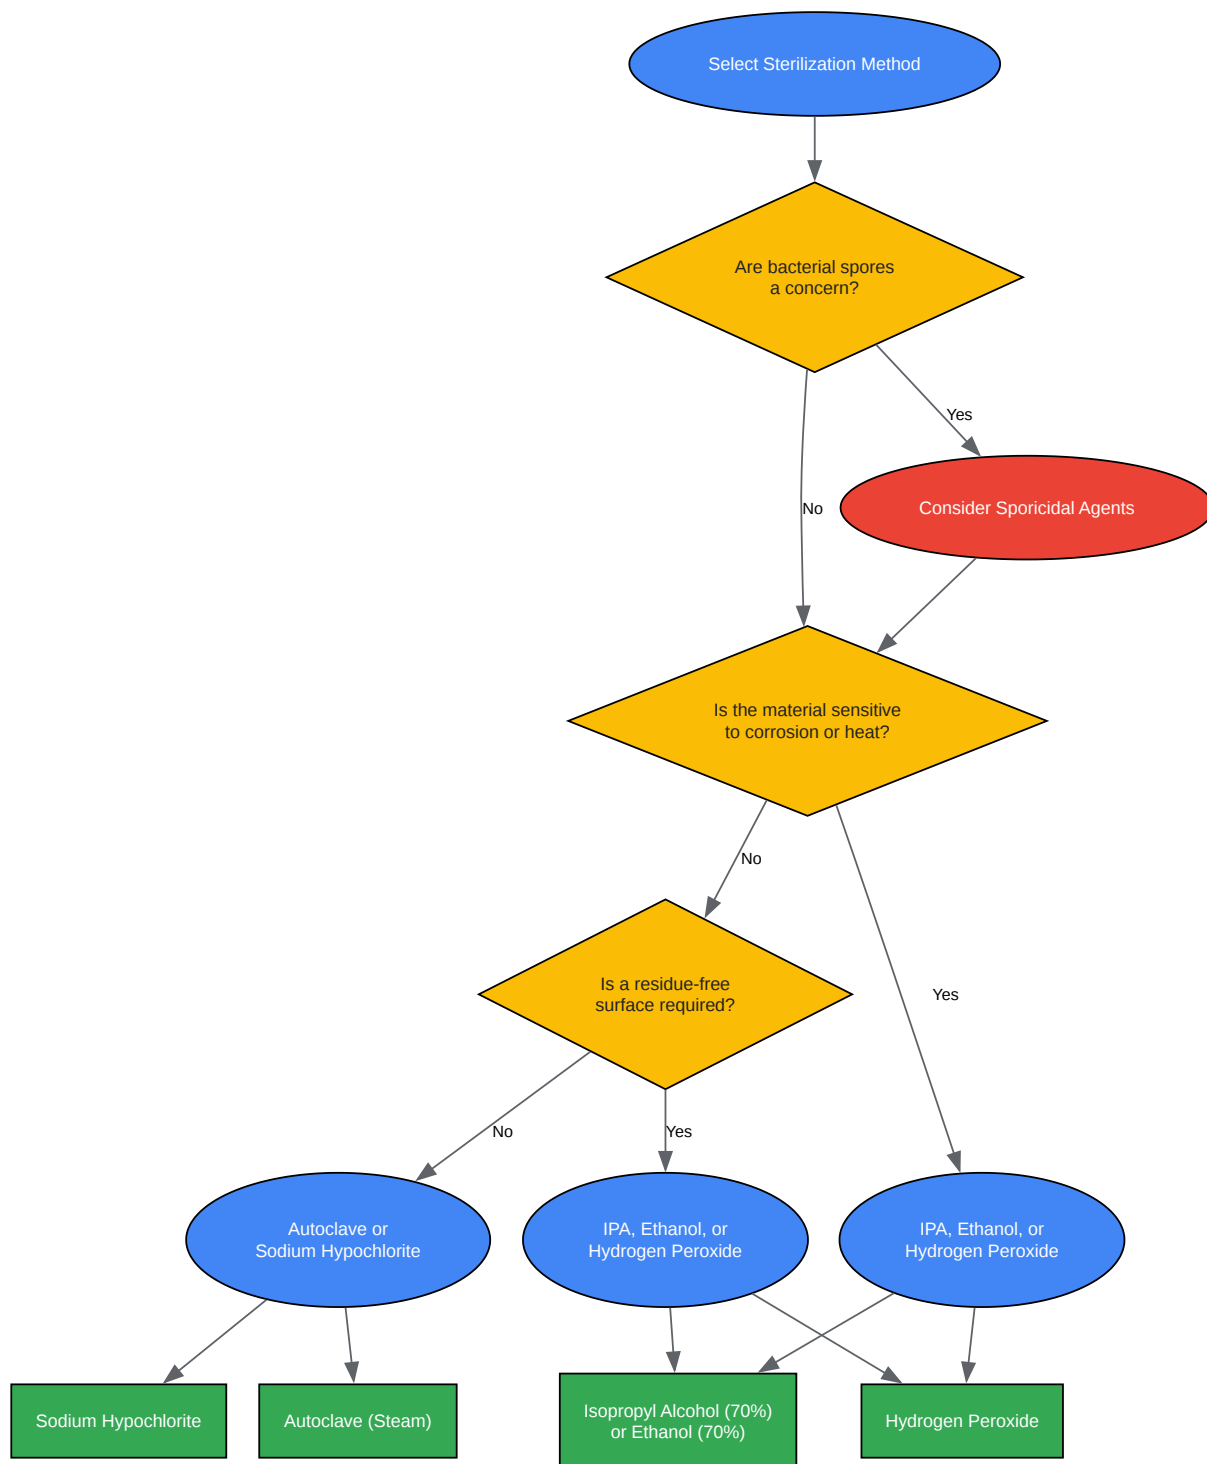 Select Sterilization Method
Are bacterial spores
a concern?
Yes
Consider Sporicidal Agents
No
Is the material sensitive
to corrosion or heat?
No
Yes
Is a residue-free
surface required?
No
Yes
Autoclave or
Sodium Hypochlorite
IPA, Ethanol, or
Hydrogen Peroxide
IPA, Ethanol, or
Hydrogen Peroxide
Sodium Hypochlorite
Autoclave (Steam)
Isopropyl Alcohol (70%)
or Ethanol (70%)
Hydrogen Peroxide